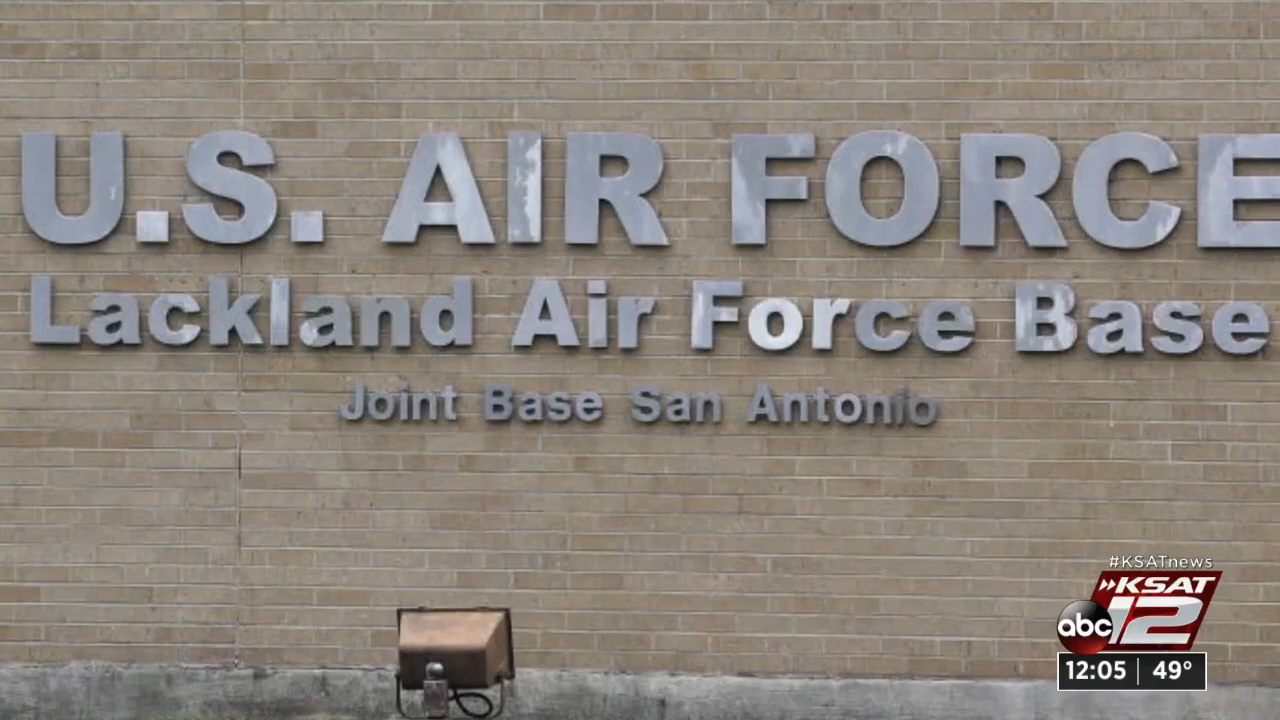 U.S. AIR FORCE
Lackland Air Force Base
Joint Base San Antonio
#KSATnews
KSAT
abc 12
12:05 49°